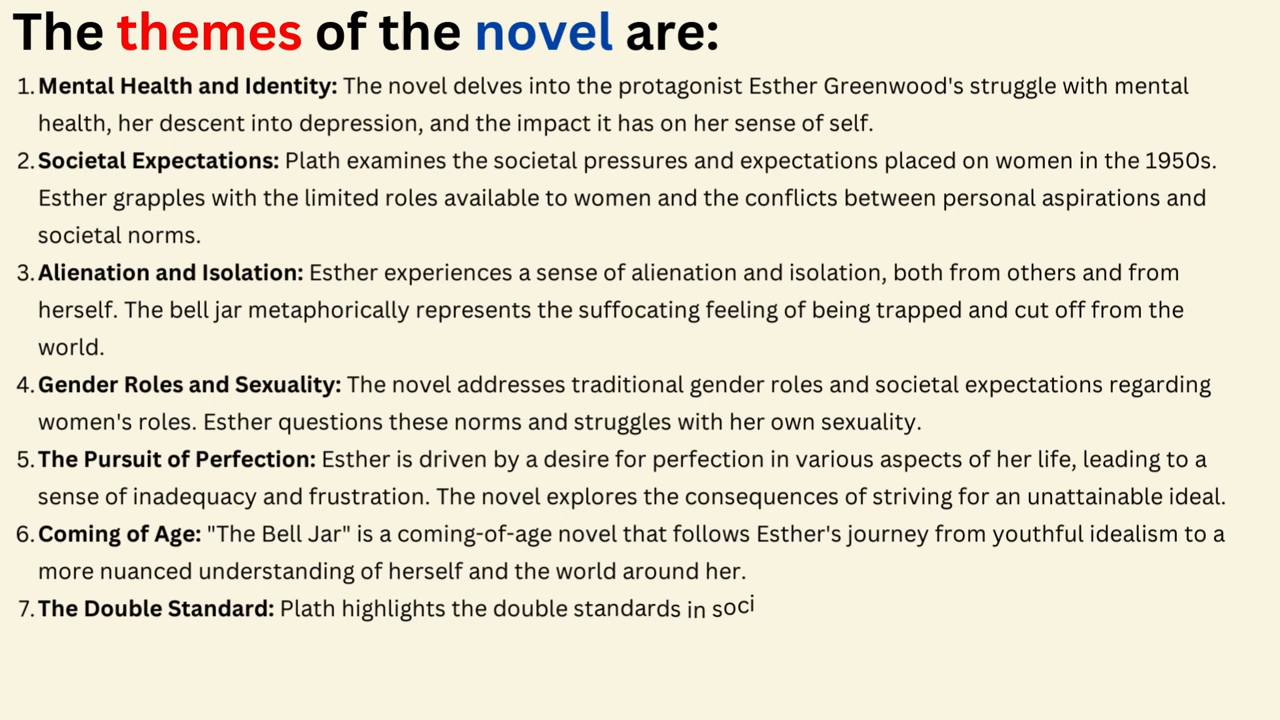 The themes of the novel are:
1. Mental Health and Identity: The novel delves into the protagonist Esther Greenwood's struggle with mental
health, her descent into depression, and the impact it has on her sense of self.
2. Societal Expectations: Plath examines the societal pressures and expectations placed on women in the 1950s.
Esther grapples with the limited roles available to women and the conflicts between personal aspirations and
societal norms.
3. Alienation and Isolation: Esther experiences a sense of alienation and isolation, both from others and from
herself. The bell jar metaphorically represents the suffocating feeling of being trapped and cut off from the
world.
4. Gender Roles and Sexuality: The novel addresses traditional gender roles and societal expectations regarding
women's roles. Esther questions these norms and struggles with her own sexuality.
5. The Pursuit of Perfection: Esther is driven by a desire for perfection in various aspects of her life, leading to a
sense of inadequacy and frustration. The novel explores the consequences of striving for an unattainable ideal.
6. Coming of Age: "The Bell Jar" is a coming-of-age novel that follows Esther's journey from youthful idealism to a
more nuanced understanding of herself and the world around her.
7. The Double Standard: Plath highlights the double standards in soci